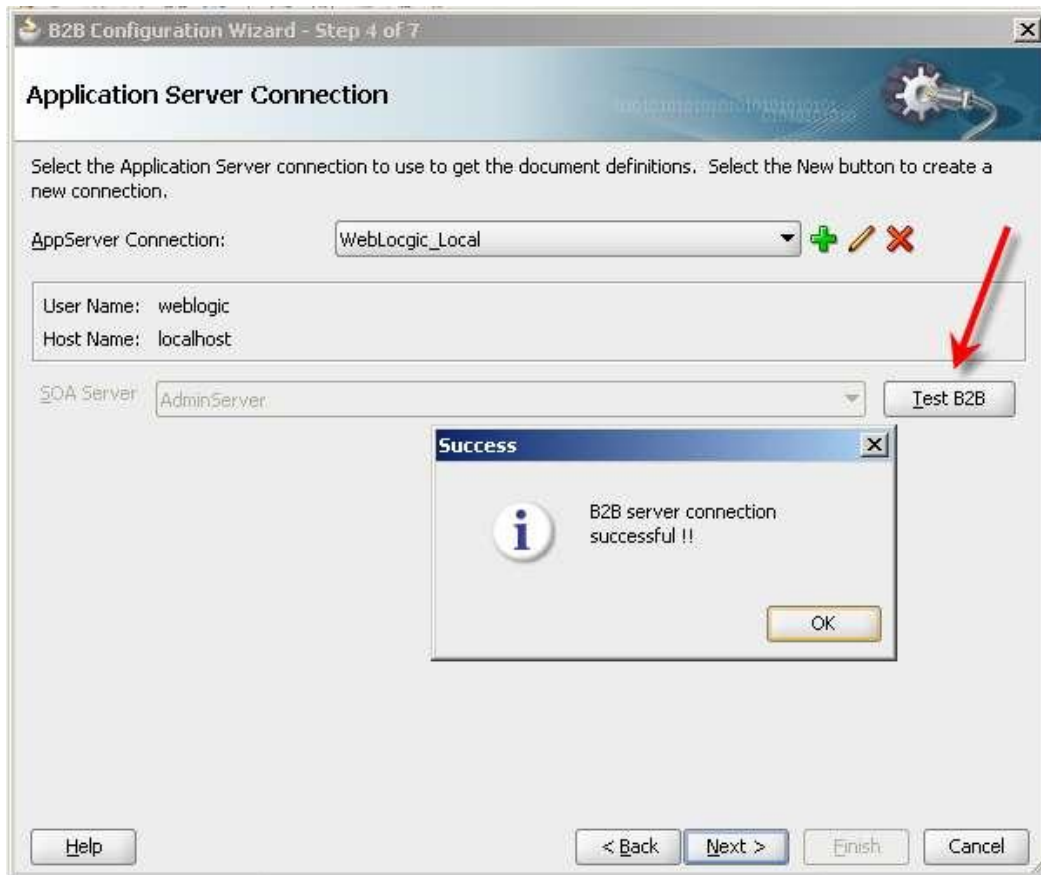 B2B Configuration Wizard - Step 4 of 7
Application Server Connection
Select the Application Server connection to use to get the document definitions. Select the New button to create a
new connection.
AppServer Connection:
WebLocgic_Local
User Name: weblogic
Host Name: localhost
SOA Server
AdminServer
Test B2B
Success
B2B server connection
successful !!
OK
Help
< Back
Next >
Finish
Cancel